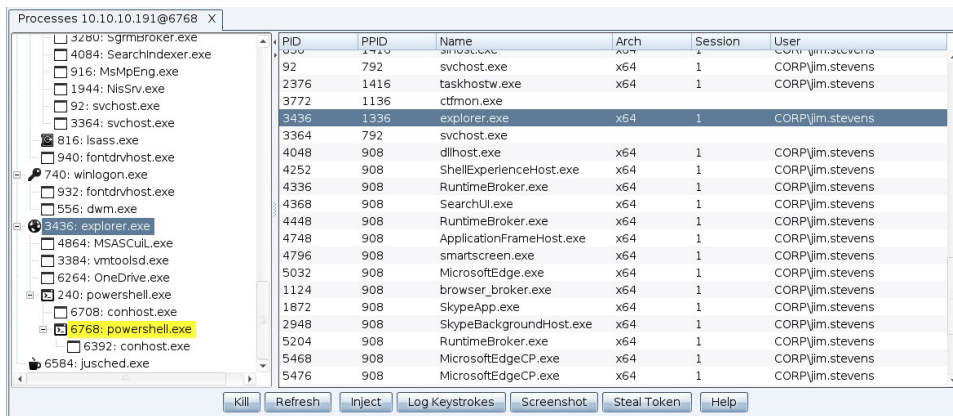 Processes 10.10.10.191@6768 X
3280: SgrmBroker.exe
4084: SearchIndexer.exe
916: MsMpEng.exe
1944: NisSrv.exe
92: svchost.exe
3364: svchost.exe
816: lsass.exe
940: fontdrvhost.exe
740: winlogon.exe
932: fontdrvhost.exe
556: dwm.exe
3436: explorer.exe
4864: MSASCuiL.exe
3384: vmtoolsd.exe
6264: OneDrive.exe
240: powershell.exe
6708: conhost.exe
6768: powershell.exe
6392: conhost.exe
6584: jusched.exe
PID PPID Name Arch Session User
1416 sihost.exe x64 1 CORP\jim.stevens
92 792 svchost.exe x64 1 CORP\jim.stevens
2376 1416 taskhostw.exe x64 1 CORP\jim.stevens
3772 1136 ctfmon.exe
3436 1336 explorer.exe x64 1 CORP\jim.stevens
3364 792 svchost.exe
4048 908 dllhost.exe x64 1 CORP\jim.stevens
4252 908 ShellExperienceHost.exe x64 1 CORP\jim.stevens
4336 908 RuntimeBroker.exe x64 1 CORP\jim.stevens
4368 908 SearchUI.exe x64 1 CORP\jim.stevens
4448 908 RuntimeBroker.exe x64 1 CORP\jim.stevens
4748 908 ApplicationFrameHost.exe x64 1 CORP\jim.stevens
4796 908 smartscreen.exe x64 1 CORP\jim.stevens
5032 908 MicrosoftEdge.exe x64 1 CORP\jim.stevens
1124 908 browser_broker.exe x64 1 CORP\jim.stevens
1872 908 SkypeApp.exe x64 1 CORP\jim.stevens
2948 908 SkypeBackgroundHost.exe x64 1 CORP\jim.stevens
5204 908 RuntimeBroker.exe x64 1 CORP\jim.stevens
5468 908 MicrosoftEdgeCP.exe x64 1 CORP\jim.stevens
5476 908 MicrosoftEdgeCP.exe x64 1 CORP\jim.stevens
Kill Refresh Inject Log Keystrokes Screenshot Steal Token Help